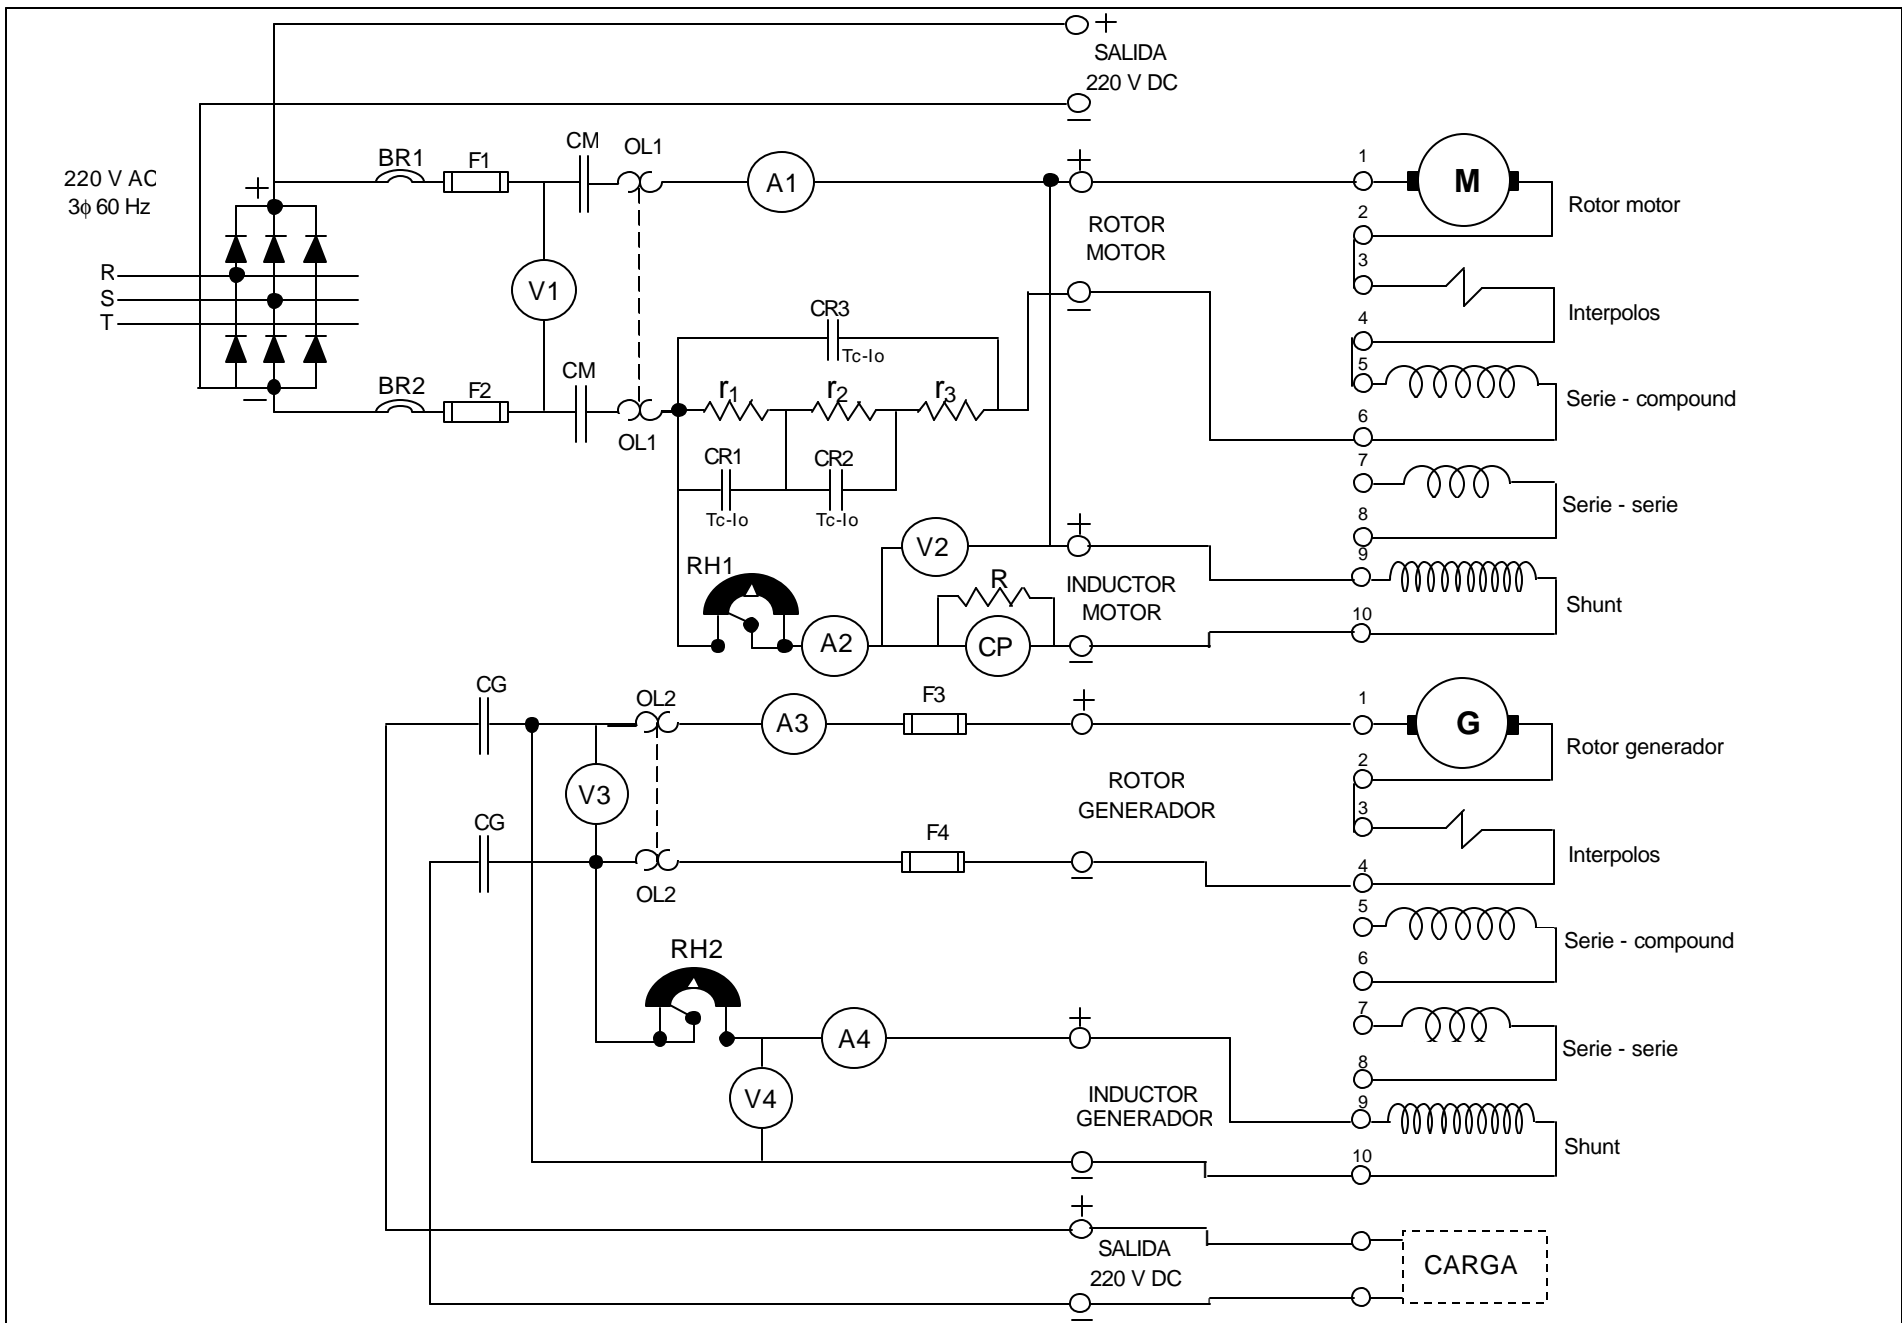 +
SALIDA
220 V DC
220 V AC
3ϕ 60 Hz
+
BR1
F1
CM
OL1
A1
+
ROTOR
MOTOR
1
M
Rotor motor
2
3
Interpolos
R
S
T
V1
CR3
Tc-Io
4
5
Serie - compound
6
BR2
F2
CM
OL1
r1
r2
r3
CR1
Tc-Io
CR2
Tc-Io
7
Serie - serie
8
RH1
V2
+
INDUCTOR
MOTOR
R
A2
CP
9
Shunt
10
CG
OL2
A3
F3
+
1
G
Rotor generador
V3
ROTOR
GENERADOR
2
3
CG
OL2
F4
Interpolos
4
5
Serie - compound
6
RH2
A4
V4
+
INDUCTOR
GENERADOR
7
Serie - serie
8
9
Shunt
10
+
SALIDA
220 V DC
CARGA